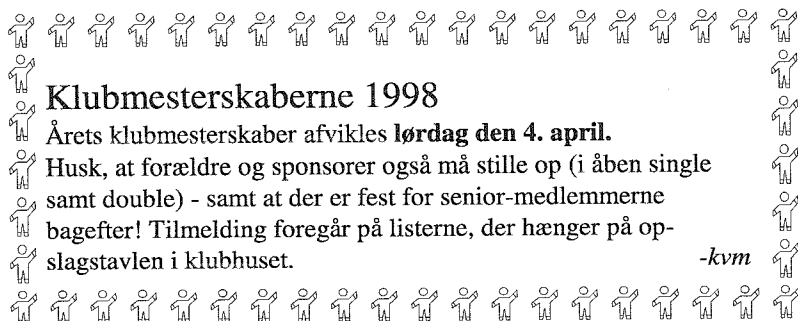 Klubmesterskaberne 1998
Årets klubmesterskaber afvikles lørdag den 4. april.
Husk, at forældre og sponsorer også må stille op (i åben single
samt double) - samt at der er fest for senior-medlemmerne
bagefter! Tilmelding foregår på listerne, der hænger på op-
slagstavlen i klubhuset. -kvm